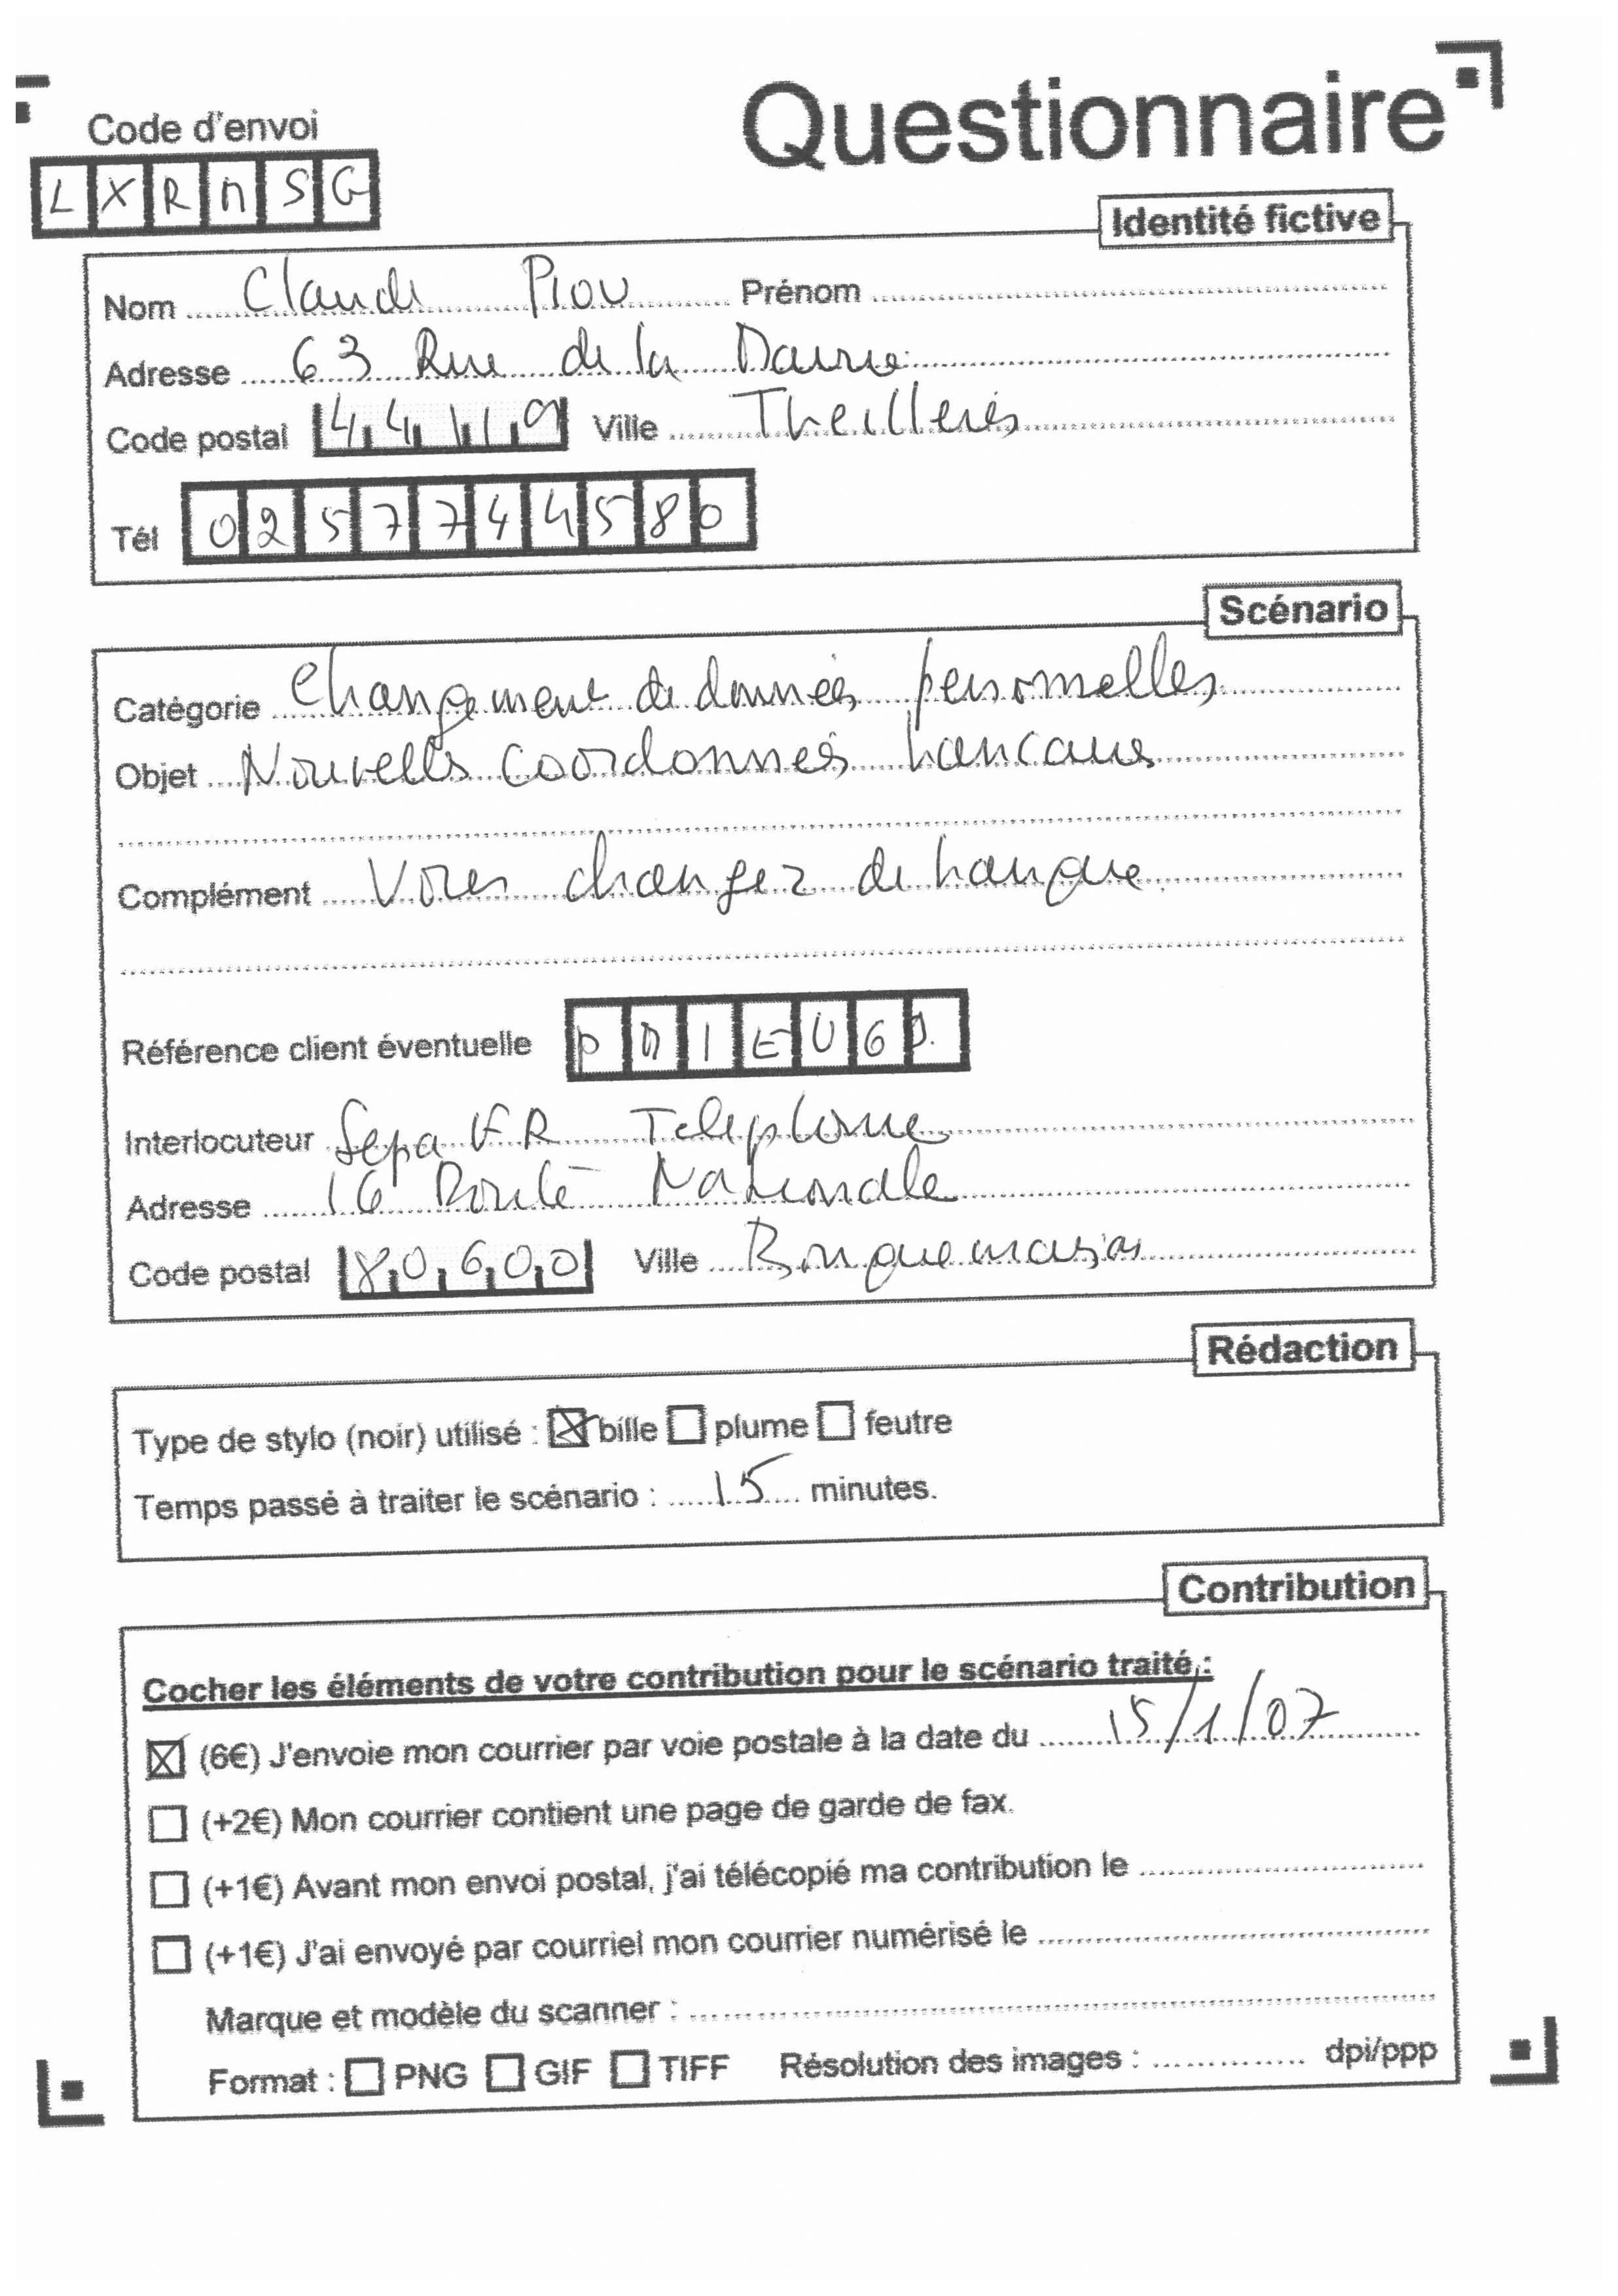 Questionnaire
Code d'envoi
LXRMSG
Identité fictive
Nom Claude Piou Prénom
Adresse 63 Rue de la Mairie
Code postal 44119 Ville Theillères
Tél 0257744580
Scénario
Catégorie Changement de données personnelles
Objet Nouvelles coordonnées bancaires
Complément Vous changez de banque.
Référence client éventuelle
Interlocuteur Sepa VFR Telephone
Adresse 16 Route Nationale
Code postal 80600 Ville
Rédaction
Type de stylo (noir) utilisé : ☒ bille ☐ plume ☐ feutre
Temps passé à traiter le scénario : 15 minutes.
Contribution
Cocher les éléments de votre contribution pour le scénario traité :
☒ (6€) J'envoie mon courrier par voie postale à la date du 15/1/07
☐ (+2€) Mon courrier contient une page de garde de fax.
☐ (+1€) Avant mon envoi postal, j'ai télécopié ma contribution le
☐ (+1€) J'ai envoyé par courriel mon courrier numérisé le
Marque et modèle du scanner :
Format : ☐ PNG ☐ GIF ☐ TIFF Résolution des images : dpi/ppp